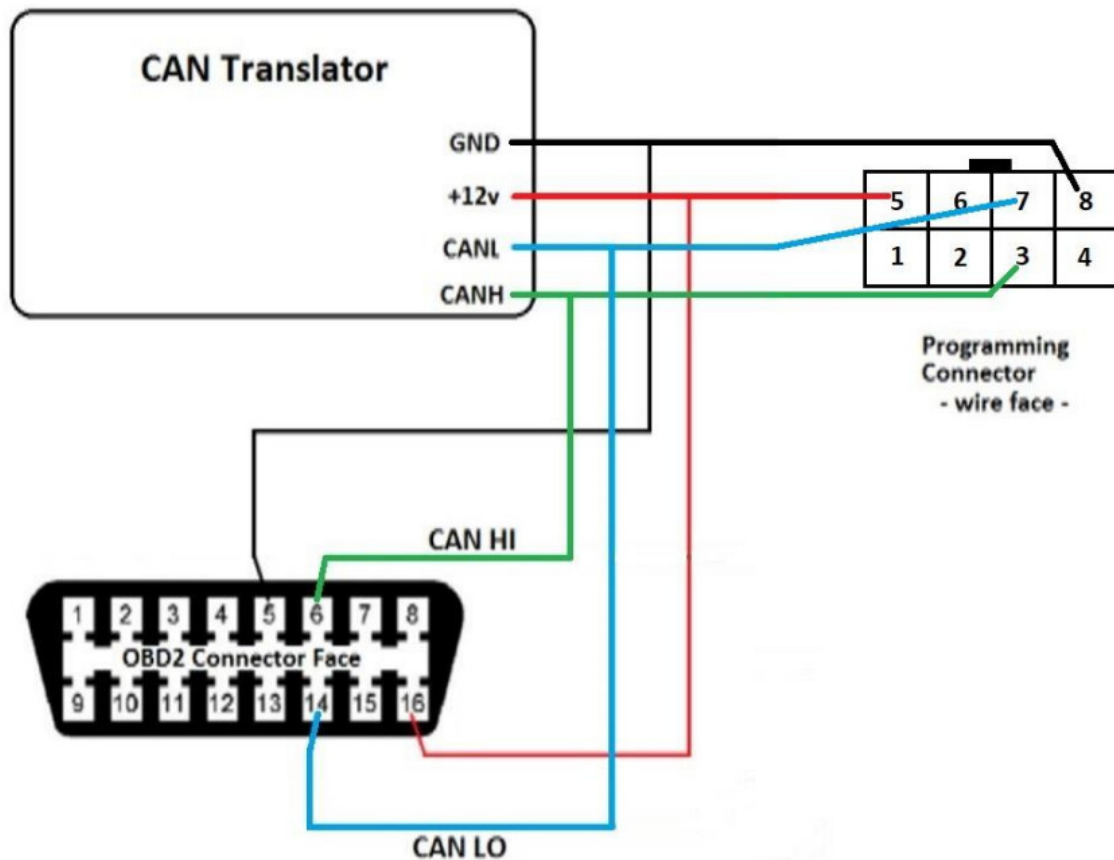 CAN Translator
GND
+12v
CANL
CANH
5 6 7 8
1 2 3 4
Programming
Connector
- wire face -
CAN HI
1 2 3 4 5 6 7 8
OBD2 Connector Face
9 10 11 12 13 14 15 16
CAN LO